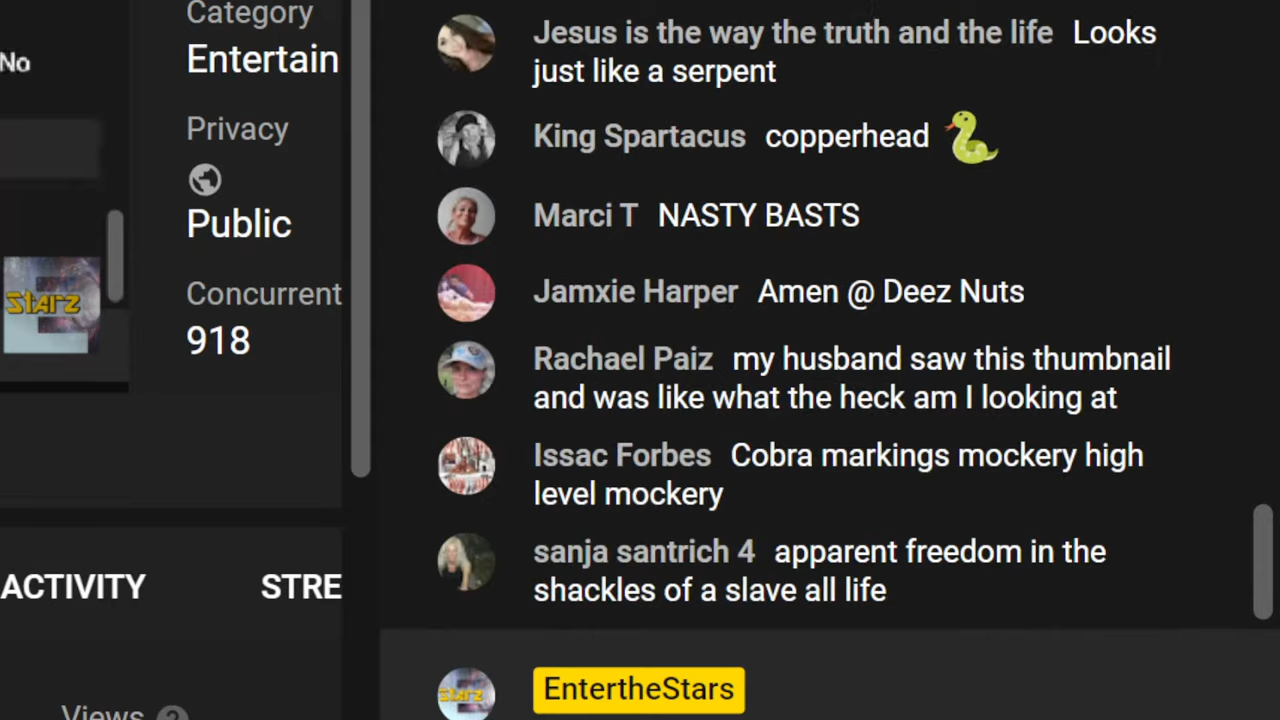 Category
No
Entertain
Privacy
Public
Starz
Concurrent
918
ACTIVITY STRE
Views ?
Jesus is the way the truth and the life Looks
just like a serpent
King Spartacus copperhead
Marci T NASTY BASTS
Jamxie Harper Amen @ Deez Nuts
Rachael Paiz my husband saw this thumbnail
and was like what the heck am I looking at
Issac Forbes Cobra markings mockery high
level mockery
sanja santrich 4 apparent freedom in the
shackles of a slave all life
Starz
EntertheStars